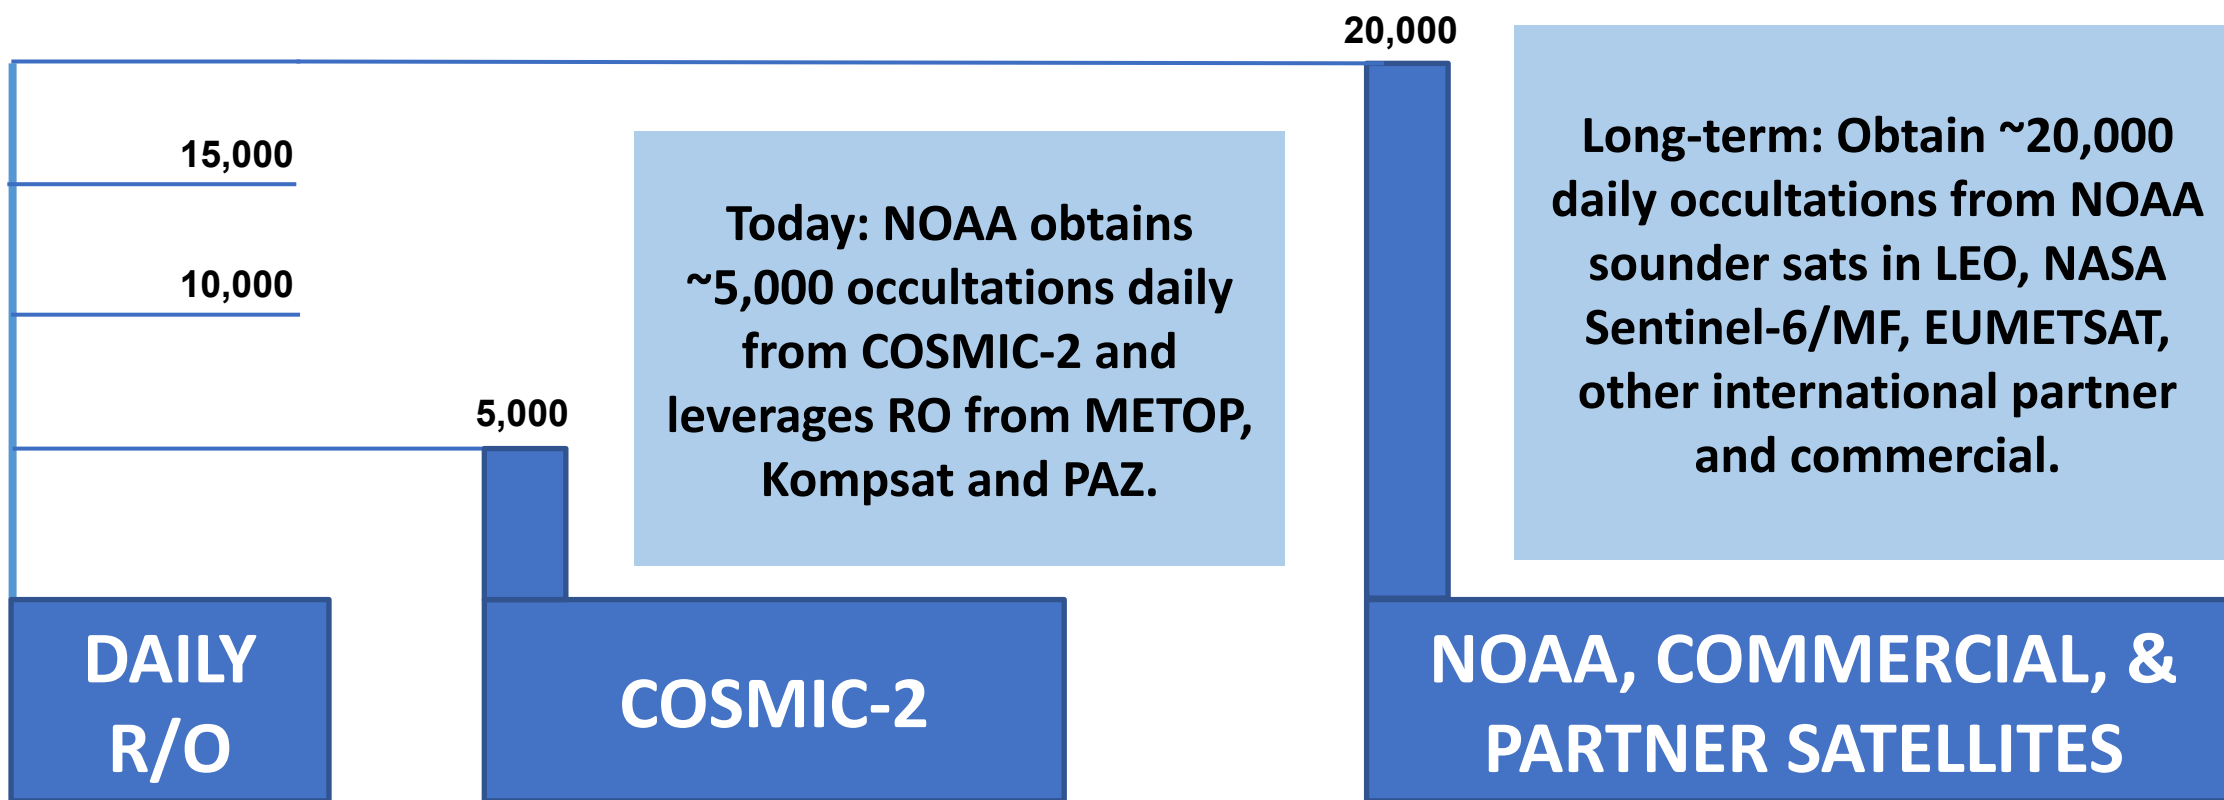 20,000
15,000
10,000
5,000
Today: NOAA obtains
~5,000 occultations daily
from COSMIC-2 and
leverages RO from METOP,
Kompsat and PAZ.
Long-term: Obtain ~20,000
daily occultations from NOAA
sounder sats in LEO, NASA
Sentinel-6/MF, EUMETSAT,
other international partner
and commercial.
DAILY
R/O
COSMIC-2
NOAA, COMMERCIAL, &
PARTNER SATELLITES